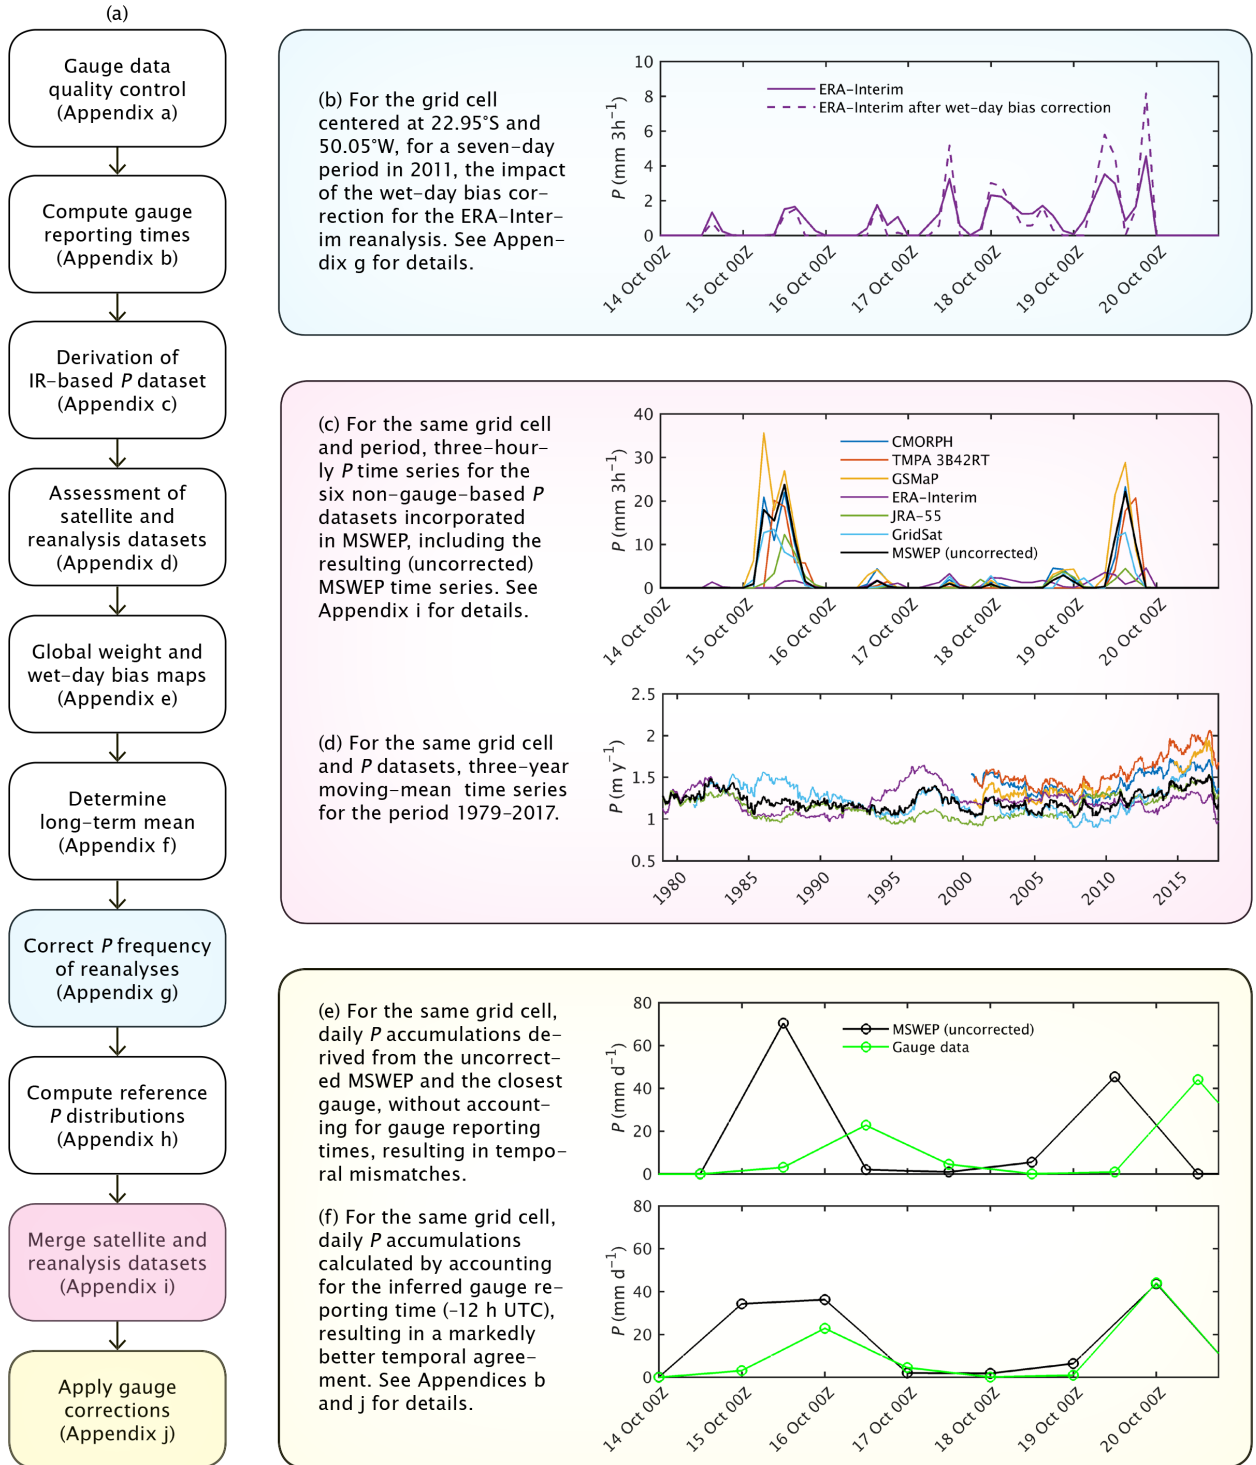 (a)
Gauge data
quality control
(Appendix a)
Compute gauge
reporting times
(Appendix b)
Derivation of
IR-based P dataset
(Appendix c)
Assessment of
satellite and
reanalysis datasets
(Appendix d)
Global weight and
wet-day bias maps
(Appendix e)
Determine
long-term mean
(Appendix f)
Correct P frequency
of reanalyses
(Appendix g)
Compute reference
P distributions
(Appendix h)
Merge satellite and
reanalysis datasets
(Appendix i)
Apply gauge
corrections
(Appendix j)
(b) For the grid cell
centered at 22.95°S and
50.05°W, for a seven-day
period in 2011, the impact
of the wet-day bias cor-
rection for the ERA-Inter-
im reanalysis. See Appen-
dix g for details.
P (mm 3h⁻¹)
10
8
6
4
2
0
ERA-Interim
ERA-Interim after wet-day bias correction
14 Oct 00Z
15 Oct 00Z
16 Oct 00Z
17 Oct 00Z
18 Oct 00Z
19 Oct 00Z
20 Oct 00Z
(c) For the same grid cell
and period, three-hour-
ly P time series for the
six non-gauge-based P
datasets incorporated
in MSWEP, including the
resulting (uncorrected)
MSWEP time series. See
Appendix i for details.
P (mm 3h⁻¹)
40
30
20
10
0
CMORPH
TMPA 3B42RT
GSMaP
ERA-Interim
JRA-55
GridSat
MSWEP (uncorrected)
14 Oct 00Z
15 Oct 00Z
16 Oct 00Z
17 Oct 00Z
18 Oct 00Z
19 Oct 00Z
20 Oct 00Z
(d) For the same grid cell
and P datasets, three-year
moving-mean time series
for the period 1979-2017.
P (m y⁻¹)
2.5
2
1.5
1
0.5
1980
1985
1990
1995
2000
2005
2010
2015
(e) For the same grid cell,
daily P accumulations de-
rived from the uncorrect-
ed MSWEP and the closest
gauge, without account-
ing for gauge reporting
times, resulting in tempo-
ral mismatches.
P (mm d⁻¹)
80
60
40
20
0
MSWEP (uncorrected)
Gauge data
(f) For the same grid cell,
daily P accumulations
calculated by accounting
for the inferred gauge re-
porting time (-12 h UTC),
resulting in a markedly
better temporal agree-
ment. See Appendices b
and j for details.
P (mm d⁻¹)
80
60
40
20
0
14 Oct 00Z
15 Oct 00Z
16 Oct 00Z
17 Oct 00Z
18 Oct 00Z
19 Oct 00Z
20 Oct 00Z